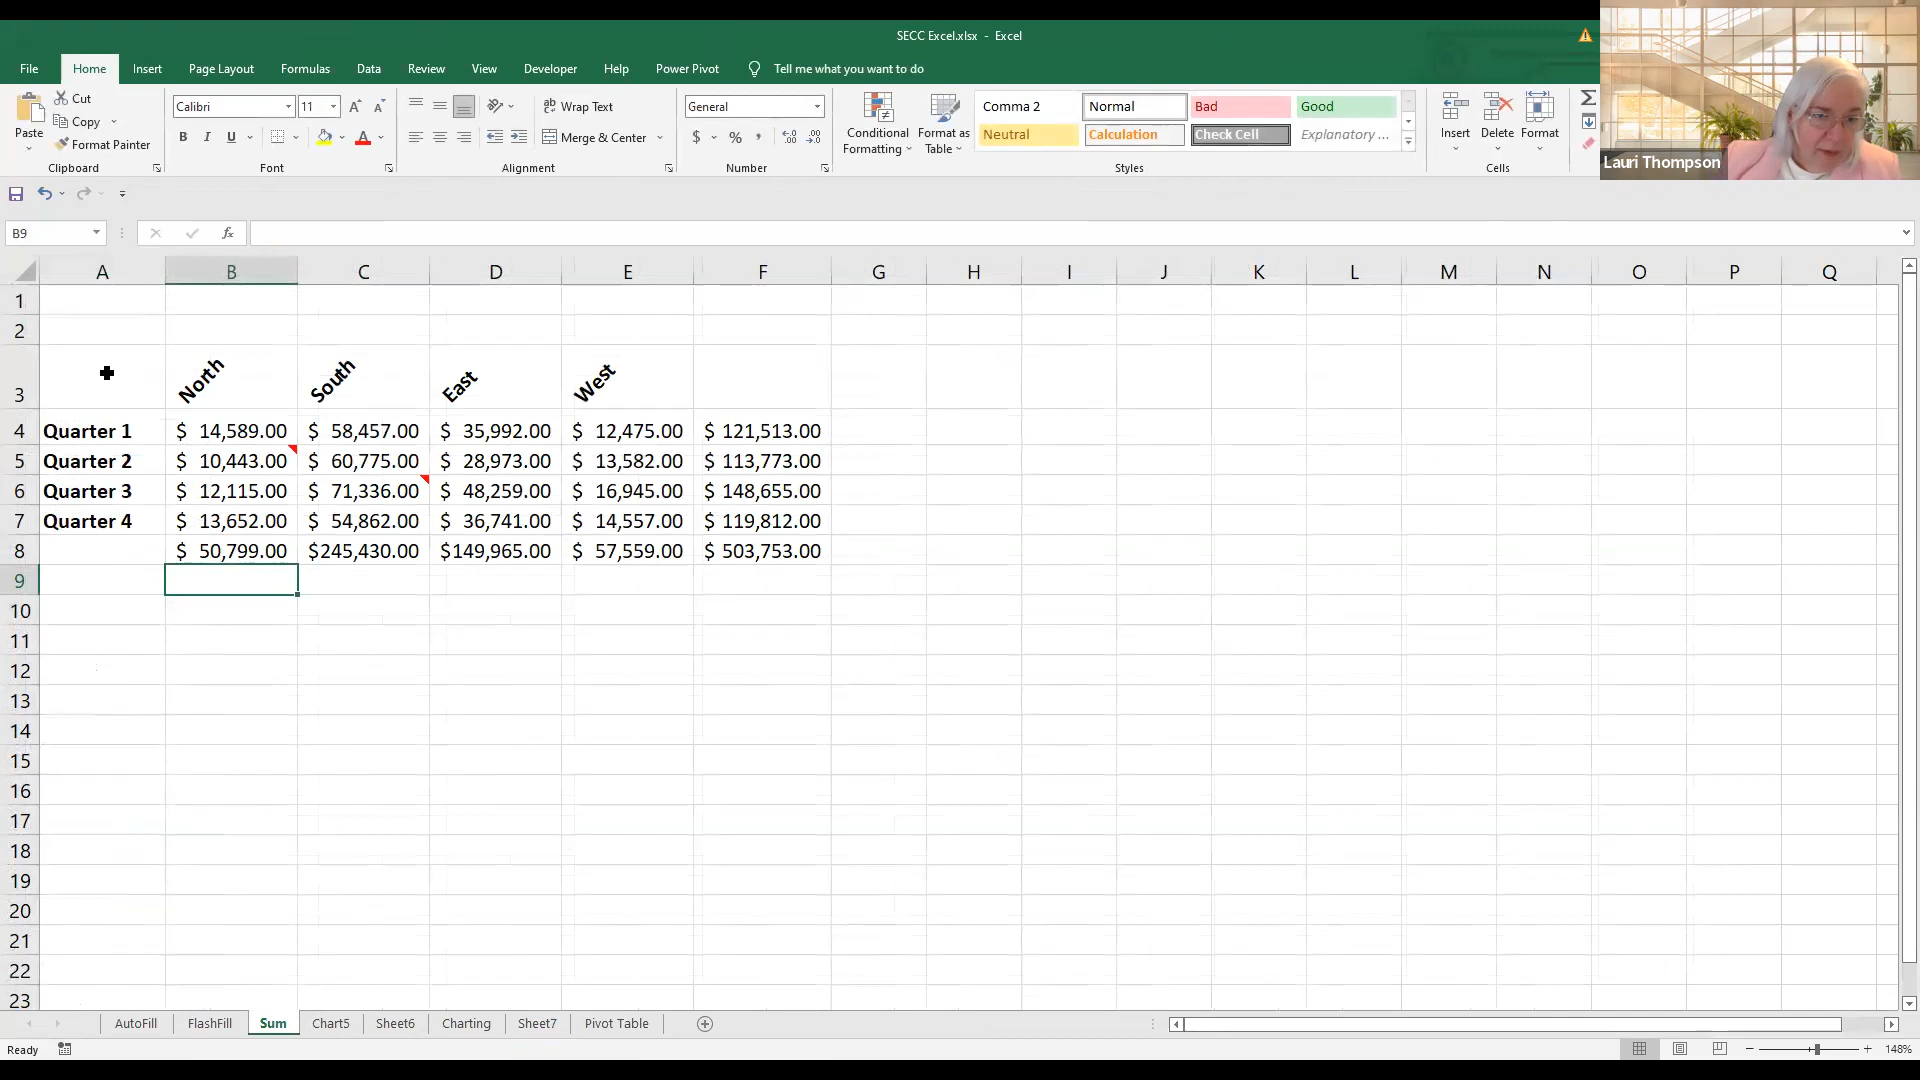 SECC Excel.xlsx - Excel
File Home Insert Page Layout Formulas Data Review View Developer Help Power Pivot Tell me what you want to do
Paste
Cut
Copy
Format Painter
Clipboard
Calibri 11
B I U
Font
Wrap Text
Merge & Center
Alignment
General
$ % ,
Number
Conditional Formatting
Format as Table
Comma 2 Normal Bad Good
Neutral Calculation Check Cell Explanatory ...
Styles
Insert Delete Format
Cells
Lauri Thompson
B9 fx
A B C D E F G H I J K L M N O P Q
1
2
3 North South East West
4 Quarter 1 $ 14,589.00 $ 58,457.00 $ 35,992.00 $ 12,475.00 $ 121,513.00
5 Quarter 2 $ 10,443.00 $ 60,775.00 $ 28,973.00 $ 13,582.00 $ 113,773.00
6 Quarter 3 $ 12,115.00 $ 71,336.00 $ 48,259.00 $ 16,945.00 $ 148,655.00
7 Quarter 4 $ 13,652.00 $ 54,862.00 $ 36,741.00 $ 14,557.00 $ 119,812.00
8 $ 50,799.00 $245,430.00 $149,965.00 $ 57,559.00 $ 503,753.00
9
10
11
12
13
14
15
16
17
18
19
20
21
22
23
AutoFill FlashFill Sum Chart5 Sheet6 Charting Sheet7 Pivot Table
Ready 148%